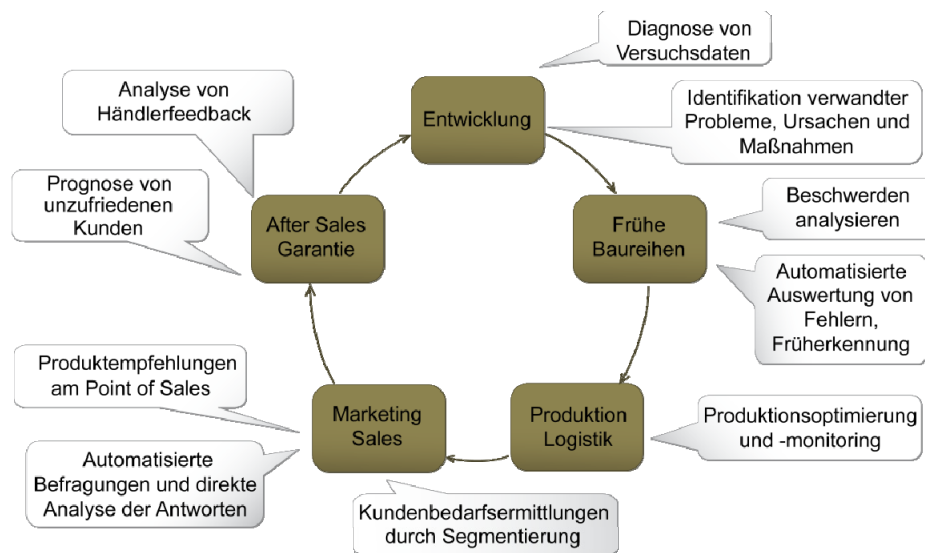 Diagnose von
Versuchsdaten
Analyse von
Händlerfeedback
Entwicklung
Identifikation verwandter
Probleme, Ursachen und
Maßnahmen
Prognose von
unzufriedenen
Kunden
After Sales
Garantie
Frühe
Baureihen
Beschwerden
analysieren
Automatisierte
Auswertung von
Fehlern,
Früherkennung
Produktempfehlungen
am Point of Sales
Marketing
Sales
Produktion
Logistik
Produktionsoptimierung
und -monitoring
Automatisierte
Befragungen und direkte
Analyse der Antworten
Kundenbedarfsermittlungen
durch Segmentierung